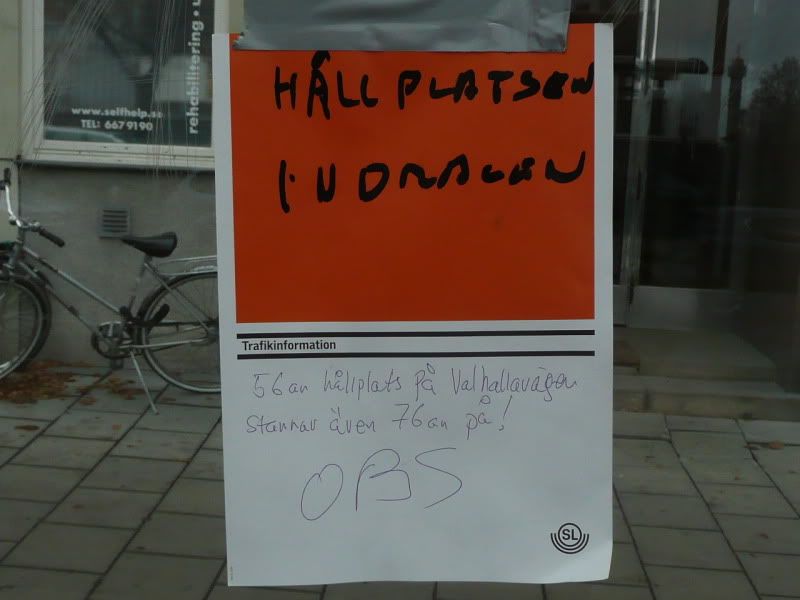 www.selfhelp.se
TEL: 667 91 90
rehabilitering • u
HÅLLPLATSEN
INDRAGEN
Trafikinformation
56an hållplats på Valhallavägen
stannar även 76an på!
OBS
SL